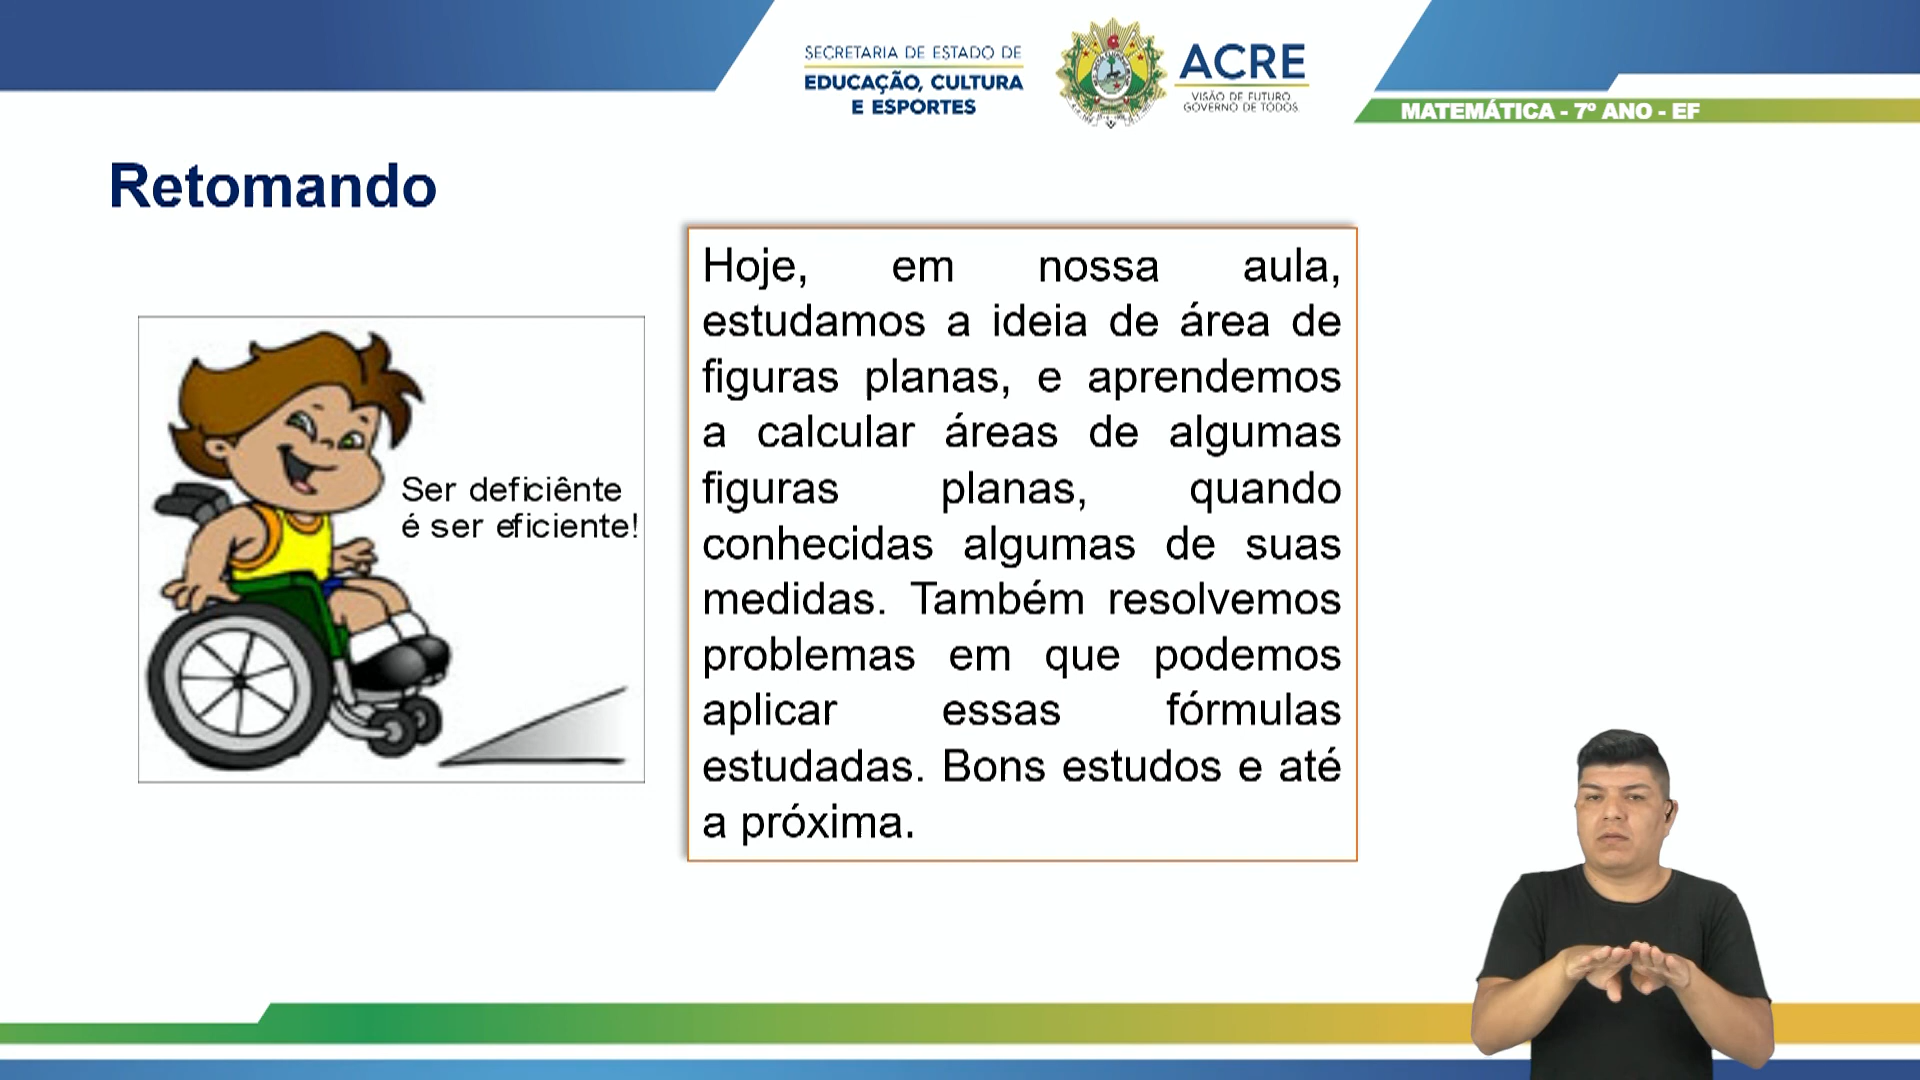 SECRETARIA DE ESTADO DE
EDUCAÇÃO, CULTURA
E ESPORTES
ACRE
VISÃO DE FUTURO
GOVERNO DE TODOS
MATEMÁTICA - 7º ANO - EF
Retomando
Ser deficiênte
é ser eficiente!
Hoje, em nossa aula,
estudamos a ideia de área de
figuras planas, e aprendemos
a calcular áreas de algumas
figuras planas, quando
conhecidas algumas de suas
medidas. Também resolvemos
problemas em que podemos
aplicar essas fórmulas
estudadas. Bons estudos e até
a próxima.